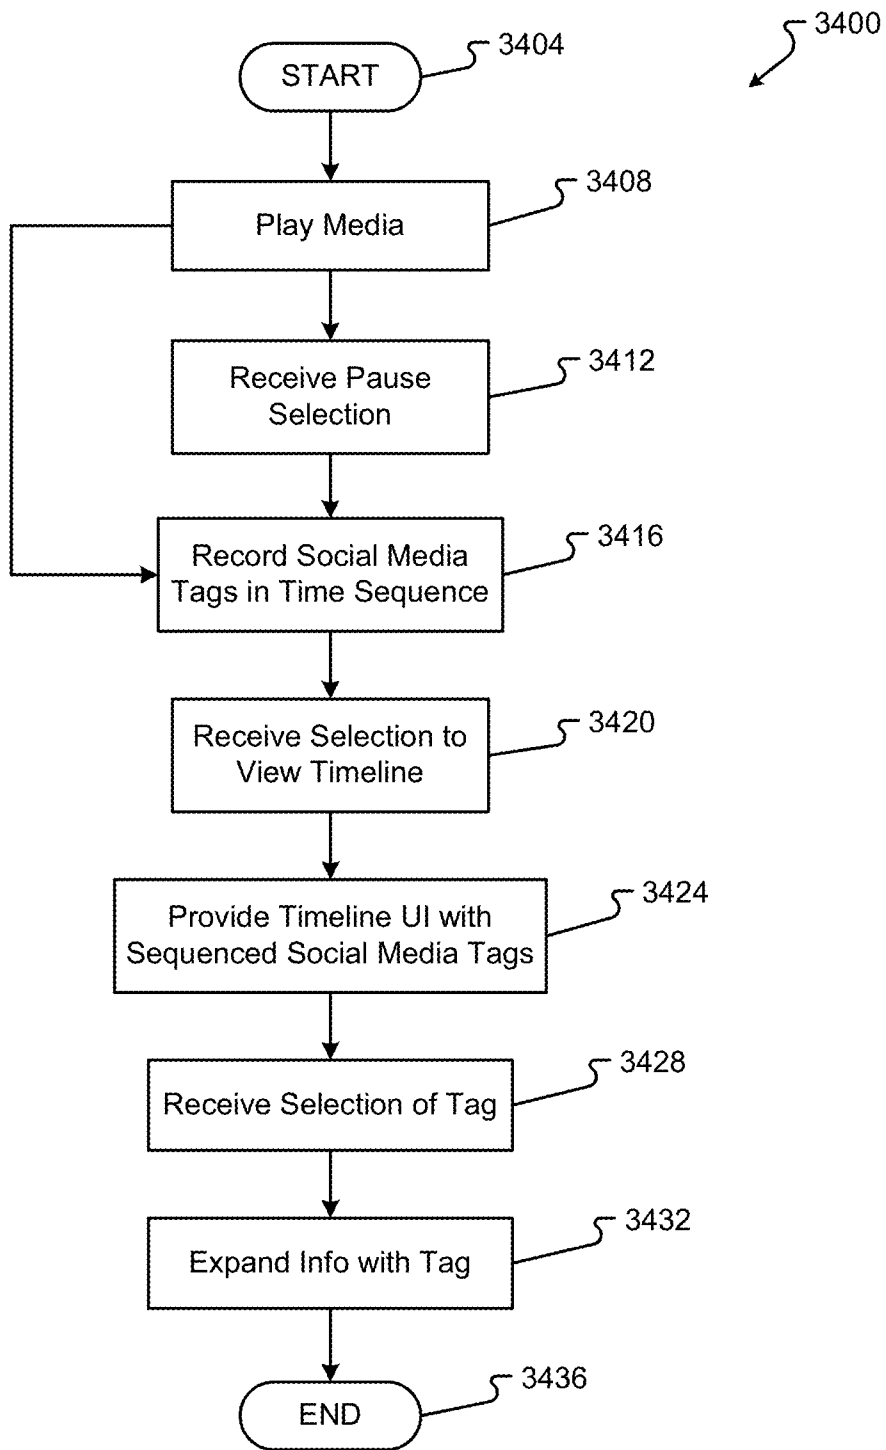 3400
START
3404
Play Media
3408
Receive Pause
Selection
3412
Record Social Media
Tags in Time Sequence
3416
Receive Selection to
View Timeline
3420
Provide Timeline UI with
Sequenced Social Media Tags
3424
Receive Selection of Tag
3428
Expand Info with Tag
3432
END
3436